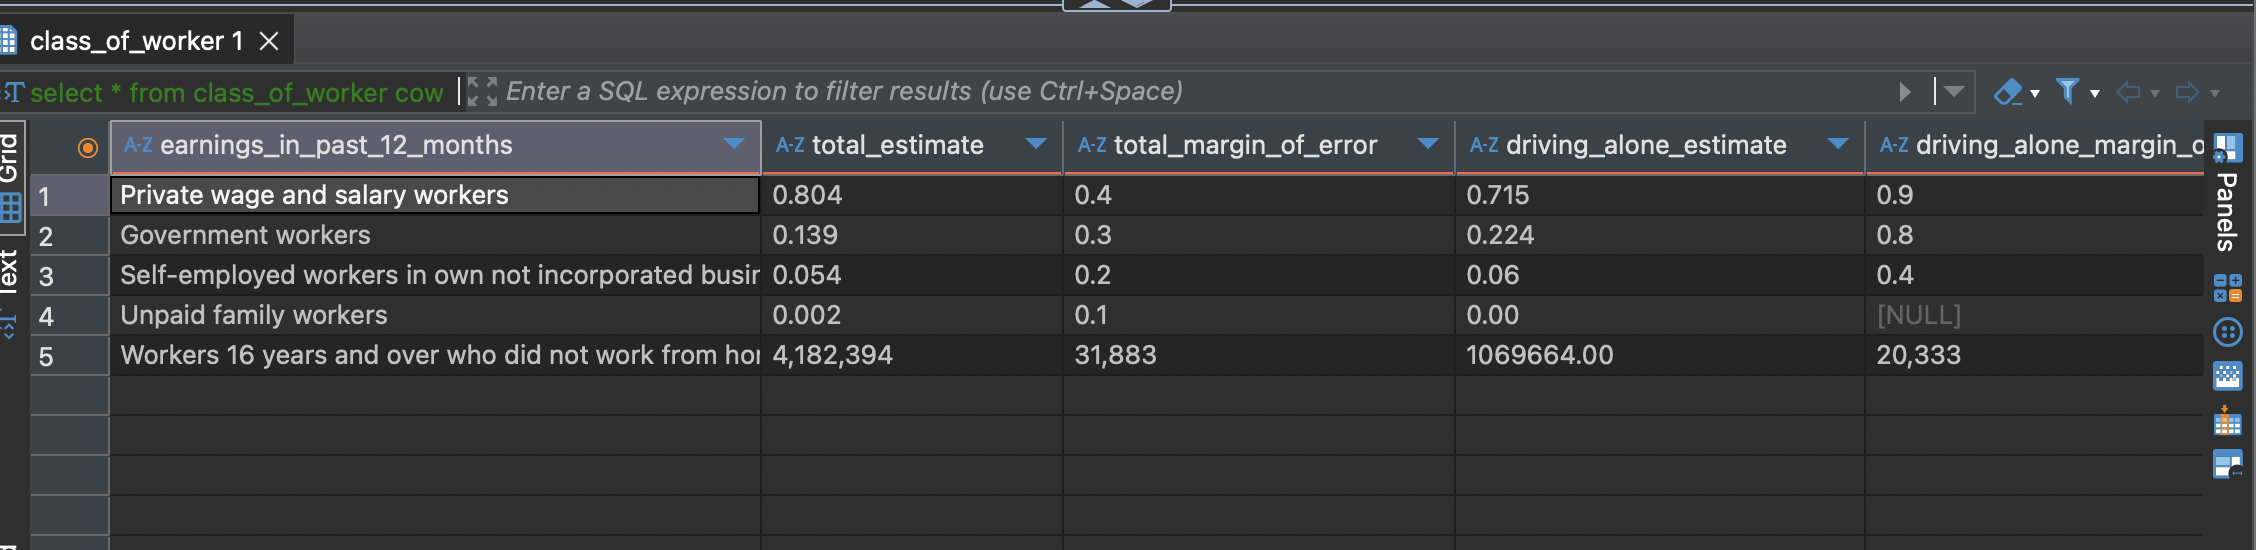 class_of_worker 1
select * from class_of_worker cow
Enter a SQL expression to filter results (use Ctrl+Space)
Grid
Text
Panels
A-Z earnings_in_past_12_months A-Z total_estimate A-Z total_margin_of_error A-Z driving_alone_estimate A-Z driving_alone_margin_o
1 Private wage and salary workers 0.804 0.4 0.715 0.9
2 Government workers 0.139 0.3 0.224 0.8
3 Self-employed workers in own not incorporated busir 0.054 0.2 0.06 0.4
4 Unpaid family workers 0.002 0.1 0.00 [NULL]
5 Workers 16 years and over who did not work from hor 4,182,394 31,883 1069664.00 20,333